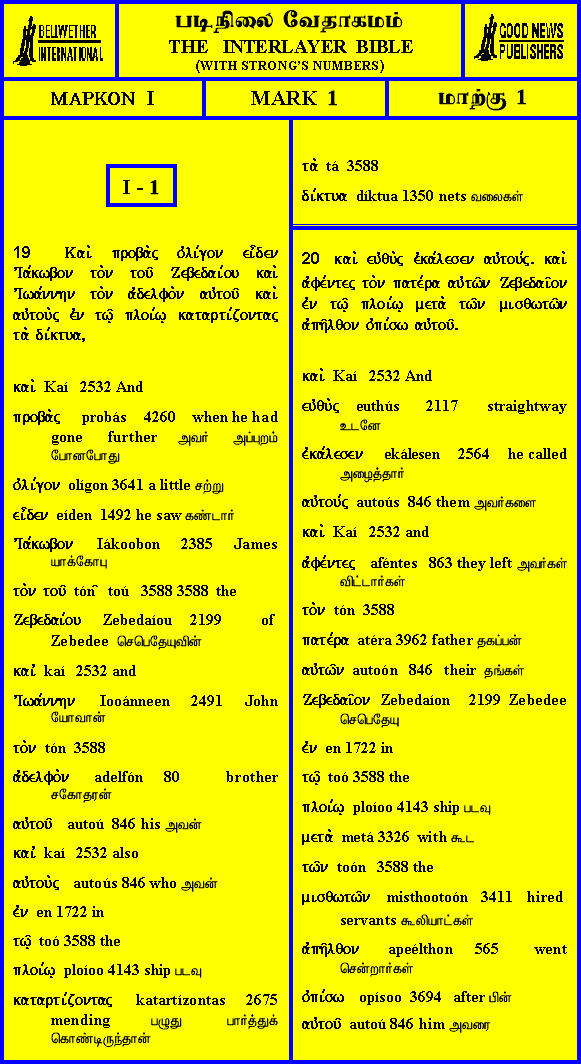 BELLWETHER
INTERNATIONAL
படிநிலை வேதாகமம்
THE INTERLAYER BIBLE
(WITH STRONG'S NUMBERS)
GOOD NEWS
PUBLISHERS
ΜΑΡΚΟΝ Ι
MARK 1
மாற்கு 1
I - 1
19 Καὶ προβὰς ὀλίγον εἶδεν
Ἰάκωβον τὸν τοῦ Ζεβεδαίου καὶ
Ἰωάννην τὸν ἀδελφὸν αὐτοῦ καὶ
αὐτοὺς ἐν τῷ πλοίῳ καταρτίζοντας
τὰ δίκτυα,
καὶ Kaí 2532 And
προβὰς probás 4260 when he had
gone further அவர் அப்புறம்
போனபோது
ὀλίγον olígon 3641 a little சற்று
εἶδεν eíden 1492 he saw கண்டார்
Ἰάκωβον Iákoobon 2385 James
யாக்கோபு
τὸν τοῦ tón toú 3588 3588 the
Ζεβεδαίου Zebedaíou 2199 of
Zebedee செபெதேயுவின்
καἰ kaí 2532 and
Ἰωάννην Iooánneen 2491 John
யோவான்
τὸν tón 3588
ἀδελφὸν adelfón 80 brother
சகோதரன்
αὐτοῦ autoú 846 his அவன்
καἰ kaí 2532 also
αὐτοὺς autoús 846 who அவன்
ἐν en 1722 in
τῷ toó 3588 the
πλοίῳ ploíoo 4143 ship படவு
καταρτίζοντας katartízontas 2675
mending பழுது பார்த்துக்
கொண்டிருந்தான்
τὰ tá 3588
δίκτυα díktua 1350 nets வலைகள்
20 καὶ εὐθὺς ἐκάλεσεν αὐτούς. καὶ
ἀφέντες τὸν πατέρα αὐτῶν Ζεβεδαῖον
ἐν τῷ πλοίῳ μετὰ τῶν μισθωτῶν
ἀπῆλθον ὀπίσω αὐτοῦ.
καὶ Kaí 2532 And
εὐθὺς euthús 2117 straightway
உடனே
ἐκάλεσεν ekálesen 2564 he called
அழைத்தார்
αὐτούς autoús 846 them அவர்களை
καὶ Kaí 2532 and
ἀφέντες aféntes 863 they left அவர்கள்
விட்டார்கள்
τὸν tón 3588
πατέρα atéra 3962 father தகப்பன்
αὐτῶν autoón 846 their தங்கள்
Ζεβεδαῖον Zebedaíon 2199 Zebedee
செபெதேயு
ἐν en 1722 in
τῷ toó 3588 the
πλοίῳ ploíoo 4143 ship படவு
μετὰ metá 3326 with கூட
τῶν toón 3588 the
μισθωτῶν misthootoón 3411 hired
servants கூலியாட்கள்
ἀπῆλθον apeélthon 565 went
சென்றார்கள்
ὀπίσω opísoo 3694 after பின்
αὐτοῦ autoú 846 him அவரை